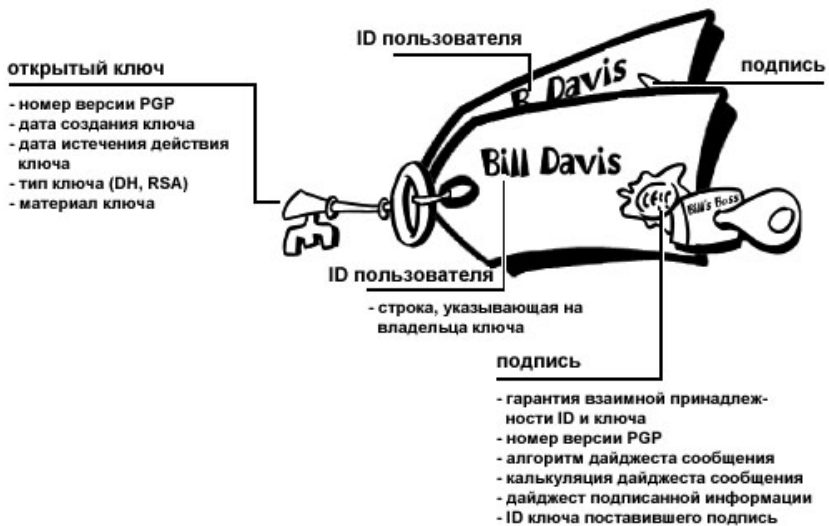 ID пользователя
подпись
открытый ключ
- номер версии PGP
- дата создания ключа
- дата истечения действия
ключа
- тип ключа (DH, RSA)
- материал ключа
B. Davis
Bill Davis
Bill's Boss
ID пользователя
- строка, указывающая на
владельца ключа
подпись
- гарантия взаимной принадлеж-
ности ID и ключа
- номер версии PGP
- алгоритм дайджеста сообщения
- калькуляция дайджеста сообщения
- дайджест подписанной информации
- ID ключа поставившего подпись